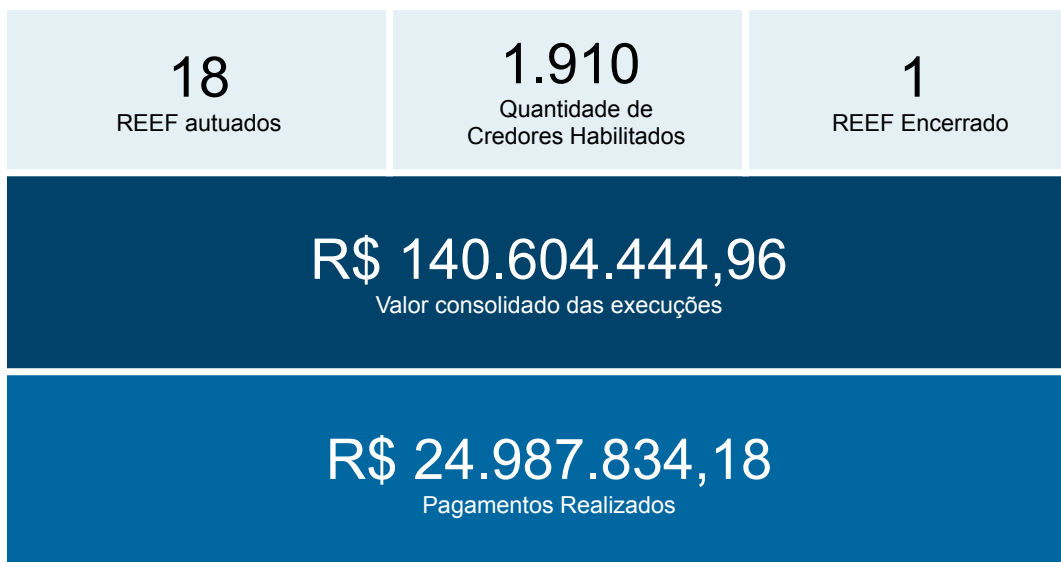 18
REEF autuados
1.910
Quantidade de
Credores Habilitados
1
REEF Encerrado
R$ 140.604.444,96
Valor consolidado das execuções
R$ 24.987.834,18
Pagamentos Realizados